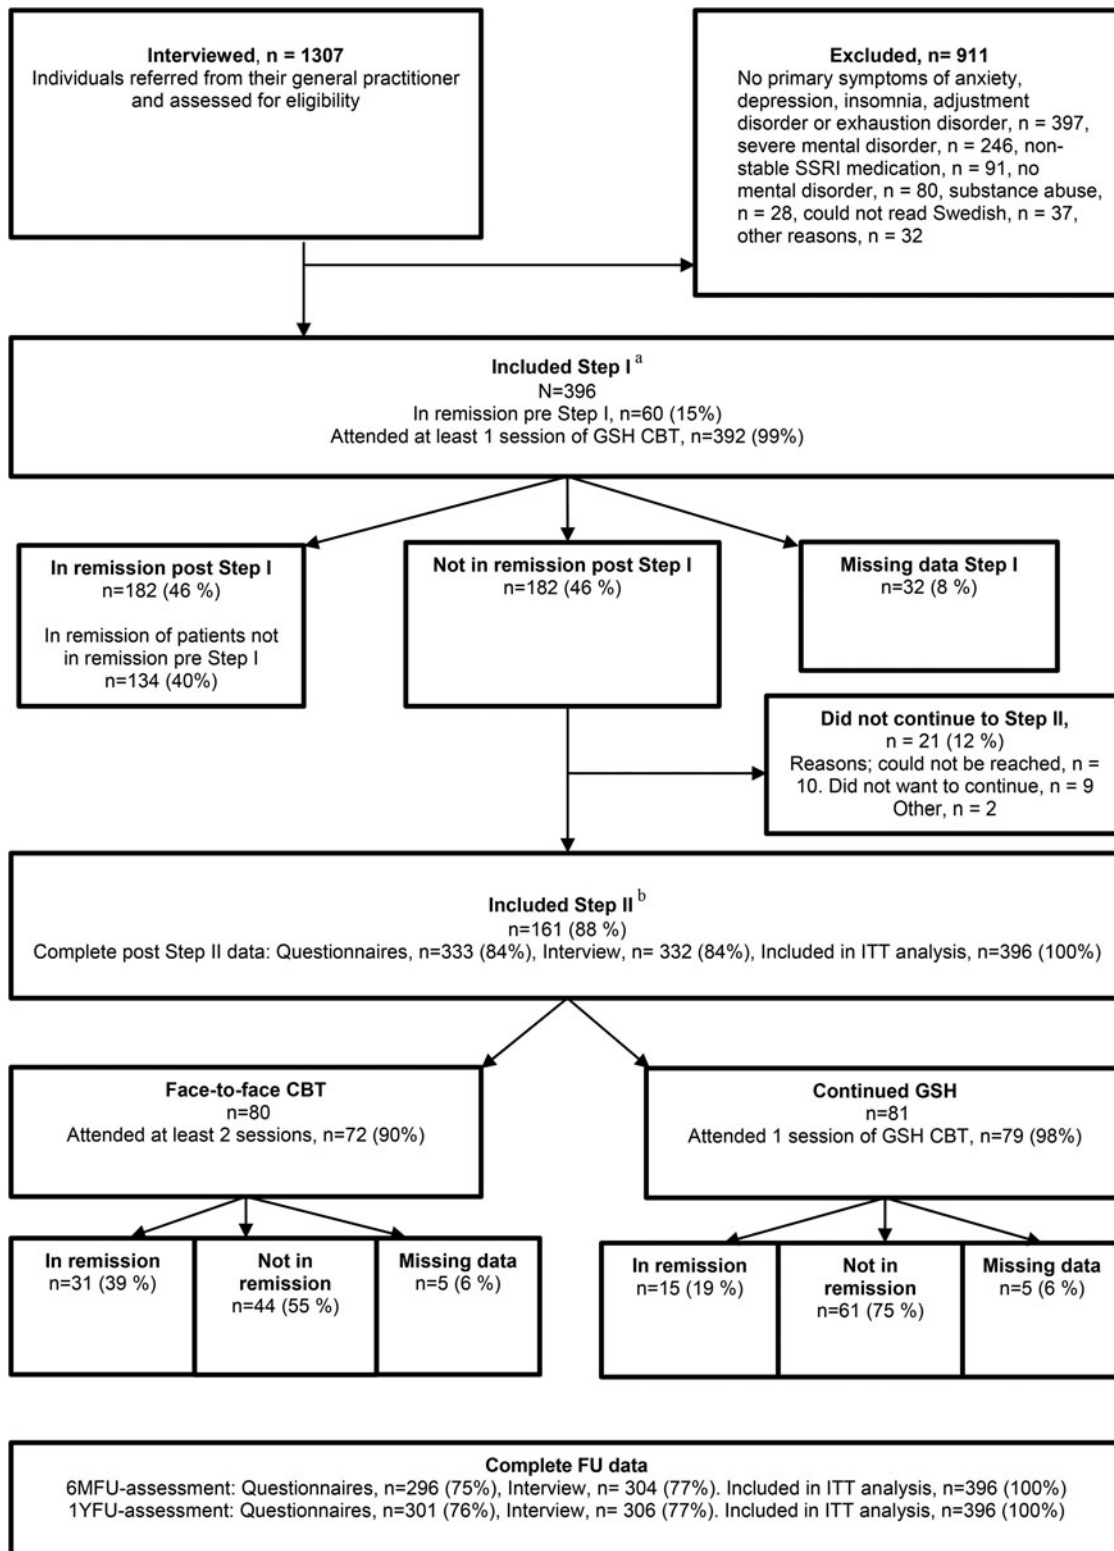 Interviewed, n = 1307
Individuals referred from their general practitioner
and assessed for eligibility
Excluded, n= 911
No primary symptoms of anxiety,
depression, insomnia, adjustment
disorder or exhaustion disorder, n = 397,
severe mental disorder, n = 246, non-
stable SSRI medication, n = 91, no
mental disorder, n = 80, substance abuse,
n = 28, could not read Swedish, n = 37,
other reasons, n = 32
Included Step I a
N=396
In remission pre Step I, n=60 (15%)
Attended at least 1 session of GSH CBT, n=392 (99%)
In remission post Step I
n=182 (46 %)
In remission of patients not
in remission pre Step I
n=134 (40%)
Not in remission post Step I
n=182 (46 %)
Missing data Step I
n=32 (8 %)
Did not continue to Step II,
n = 21 (12 %)
Reasons; could not be reached, n =
10. Did not want to continue, n = 9
Other, n = 2
Included Step II b
n=161 (88 %)
Complete post Step II data: Questionnaires, n=333 (84%), Interview, n= 332 (84%), Included in ITT analysis, n=396 (100%)
Face-to-face CBT
n=80
Attended at least 2 sessions, n=72 (90%)
Continued GSH
n=81
Attended 1 session of GSH CBT, n=79 (98%)
In remission
n=31 (39 %)
Not in
remission
n=44 (55 %)
Missing data
n=5 (6 %)
In remission
n=15 (19 %)
Not in
remission
n=61 (75 %)
Missing data
n=5 (6 %)
Complete FU data
6MFU-assessment: Questionnaires, n=296 (75%), Interview, n= 304 (77%). Included in ITT analysis, n=396 (100%)
1YFU-assessment: Questionnaires, n=301 (76%), Interview, n= 306 (77%). Included in ITT analysis, n=396 (100%)